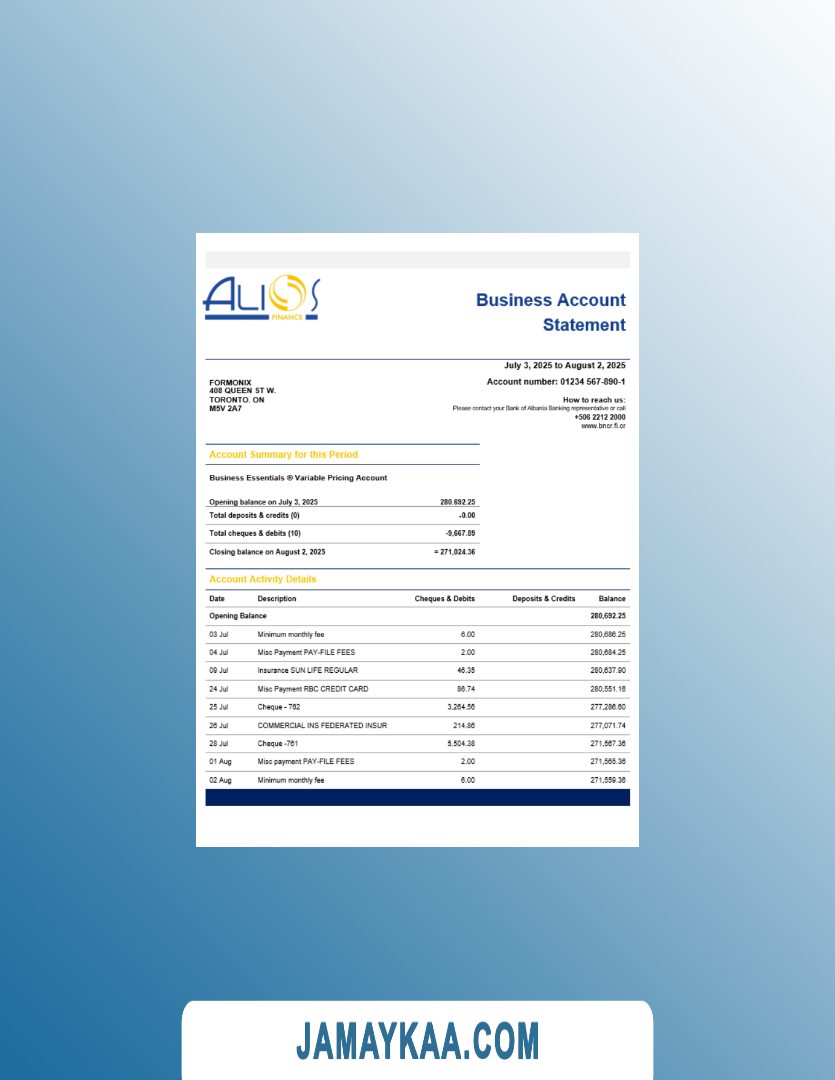 ALIOS
FINANCE
Business Account
Statement
July 3, 2025 to August 2, 2025
FORMONIX
408 QUEEN ST W.
TORONTO. ON
M5V 2A7
Account number: 01234 567-890-1
How to reach us:
Please contact your Bank of Albania Banking representative or call
+506 2212 2000
www.bncr.fi.cr
Account Summary for this Period
Business Essentials ® Variable Pricing Account
Opening balance on July 3, 2025 280.692.25
Total deposits & credits (0) -0.00
Total cheques & debits (10) -9,667.89
Closing balance on August 2, 2025 = 271,024.36
Account Activity Details
Date Description Cheques & Debits Deposits & Credits Balance
Opening Balance 280,692.25
03 Jul Minimum monthly fee 6.00 280,686.25
04 Jul Misc Payment PAY-FILE FEES 2.00 280,684.25
09 Jul Insurance SUN LIFE REGULAR 46.35 280,637.90
24 Jul Misc Payment RBC CREDIT CARD 86.74 280,551.16
25 Jul Cheque - 762 3,264.56 277,286.60
26 Jul COMMERCIAL INS FEDERATED INSUR 214.86 277,071.74
28 Jul Cheque -761 5,504.38 271,567.36
01 Aug Misc payment PAY-FILE FEES 2.00 271,565.36
02 Aug Minimum monthly fee 6.00 271,559.36
JAMAYKAA.COM